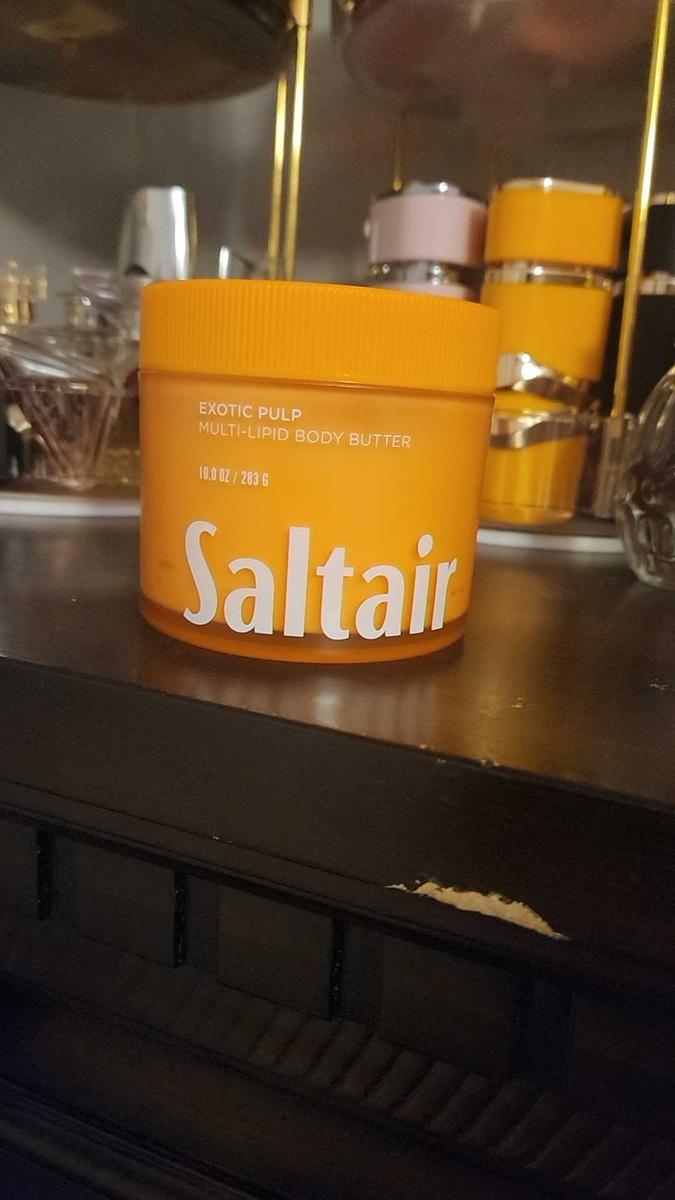 EXOTIC PULP
MULTI-LIPID BODY BUTTER
10.0 OZ / 283 G
Saltair